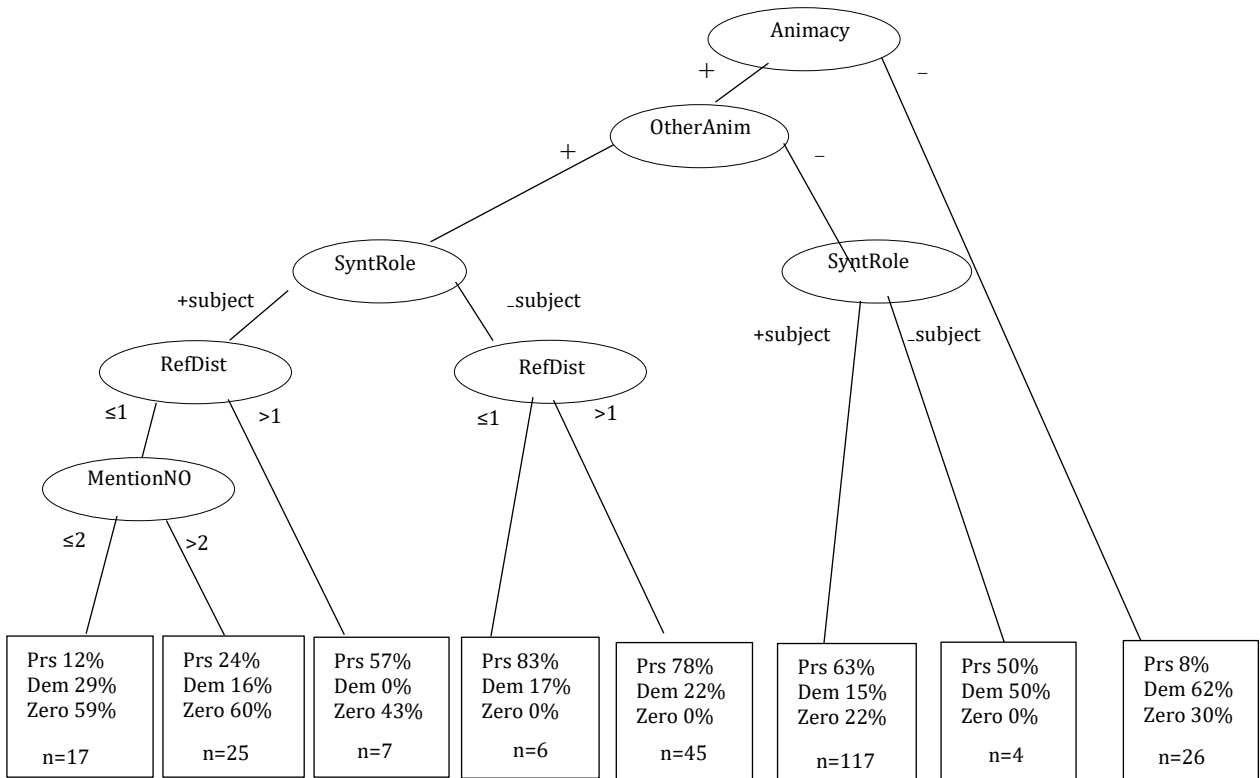 Animacy
+
–
OtherAnim
+
–
SyntRole
SyntRole
+subject
–subject
+subject
–subject
RefDist
RefDist
≤1
>1
≤1
>1
MentionNO
≤2
>2
Prs 12%
Dem 29%
Zero 59%
n=17
Prs 24%
Dem 16%
Zero 60%
n=25
Prs 57%
Dem 0%
Zero 43%
n=7
Prs 83%
Dem 17%
Zero 0%
n=6
Prs 78%
Dem 22%
Zero 0%
n=45
Prs 63%
Dem 15%
Zero 22%
n=117
Prs 50%
Dem 50%
Zero 0%
n=4
Prs 8%
Dem 62%
Zero 30%
n=26